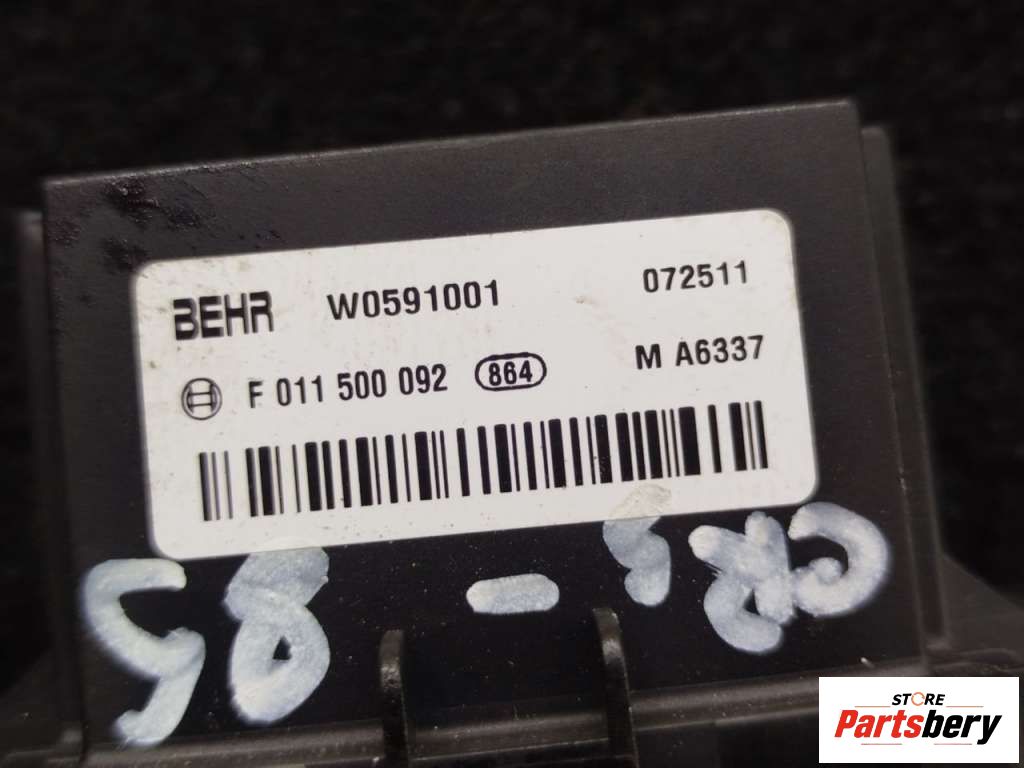 BEHR W0591001 072511
F 011 500 092 864 M A6337
STORE
Partsbery